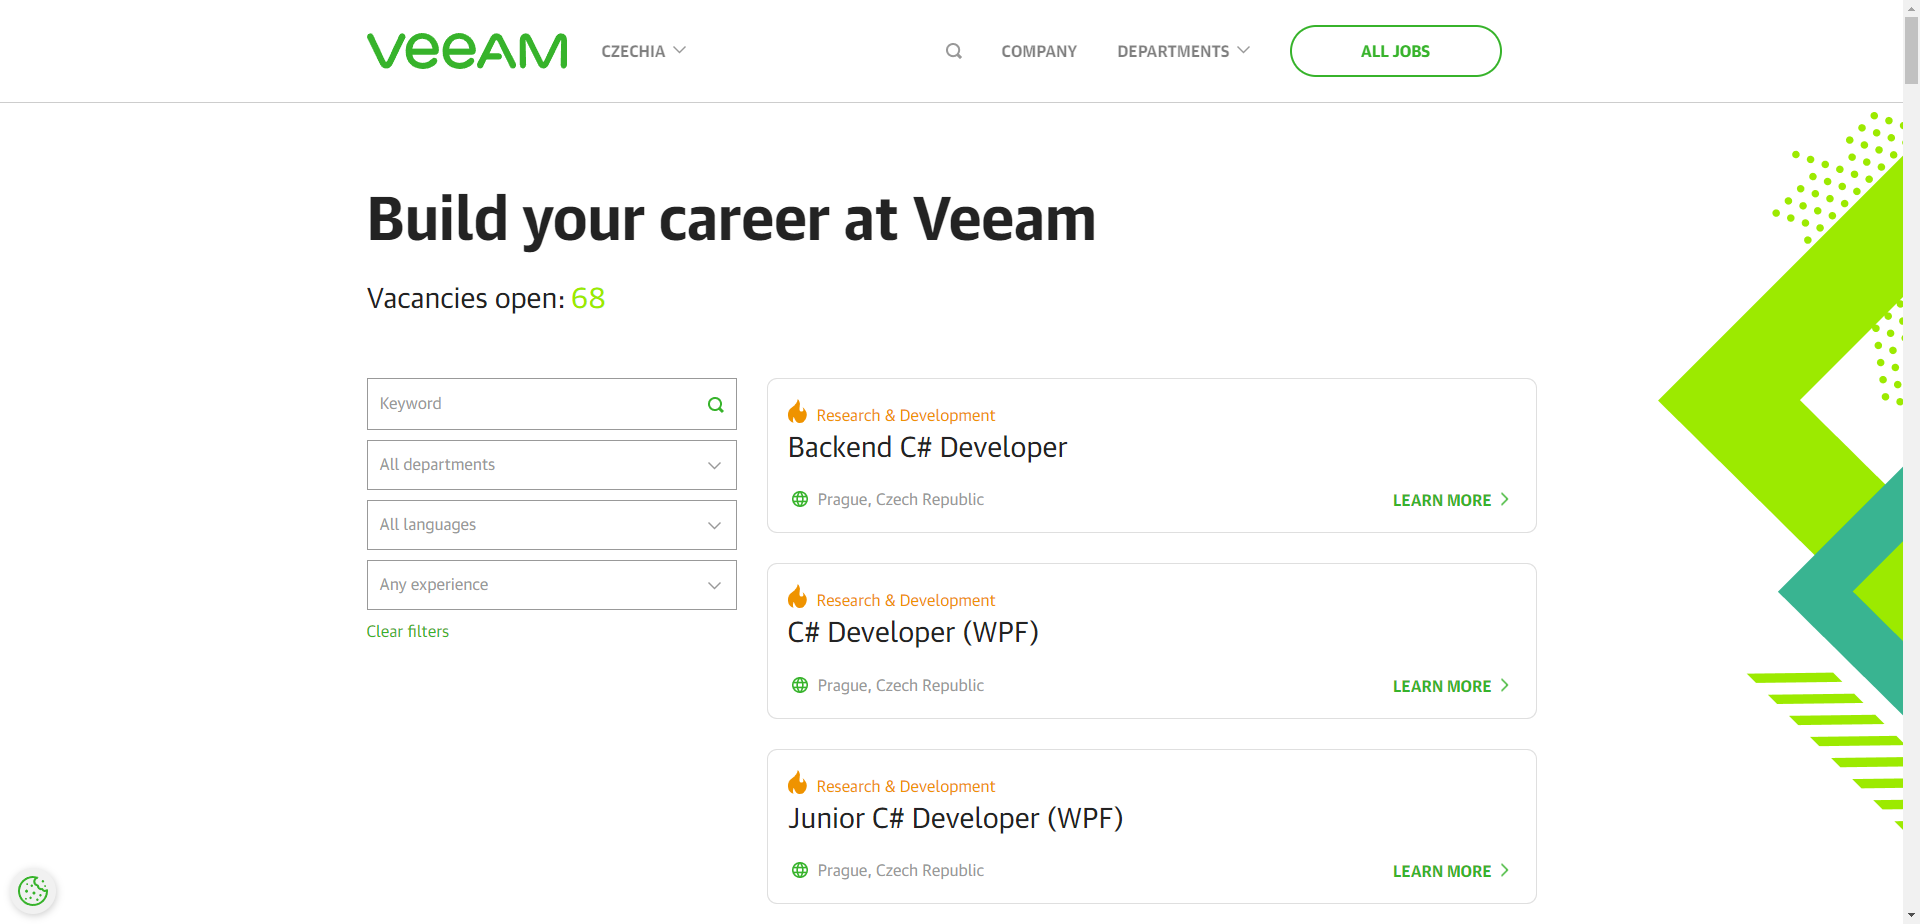 veeAM
CZECHIA
COMPANY
DEPARTMENTS
ALL JOBS
Build your career at Veeam
Vacancies open: 68
Keyword
All departments
All languages
Any experience
Clear filters
Research & Development
Backend C# Developer
Prague, Czech Republic
LEARN MORE
Research & Development
C# Developer (WPF)
Prague, Czech Republic
LEARN MORE
Research & Development
Junior C# Developer (WPF)
Prague, Czech Republic
LEARN MORE